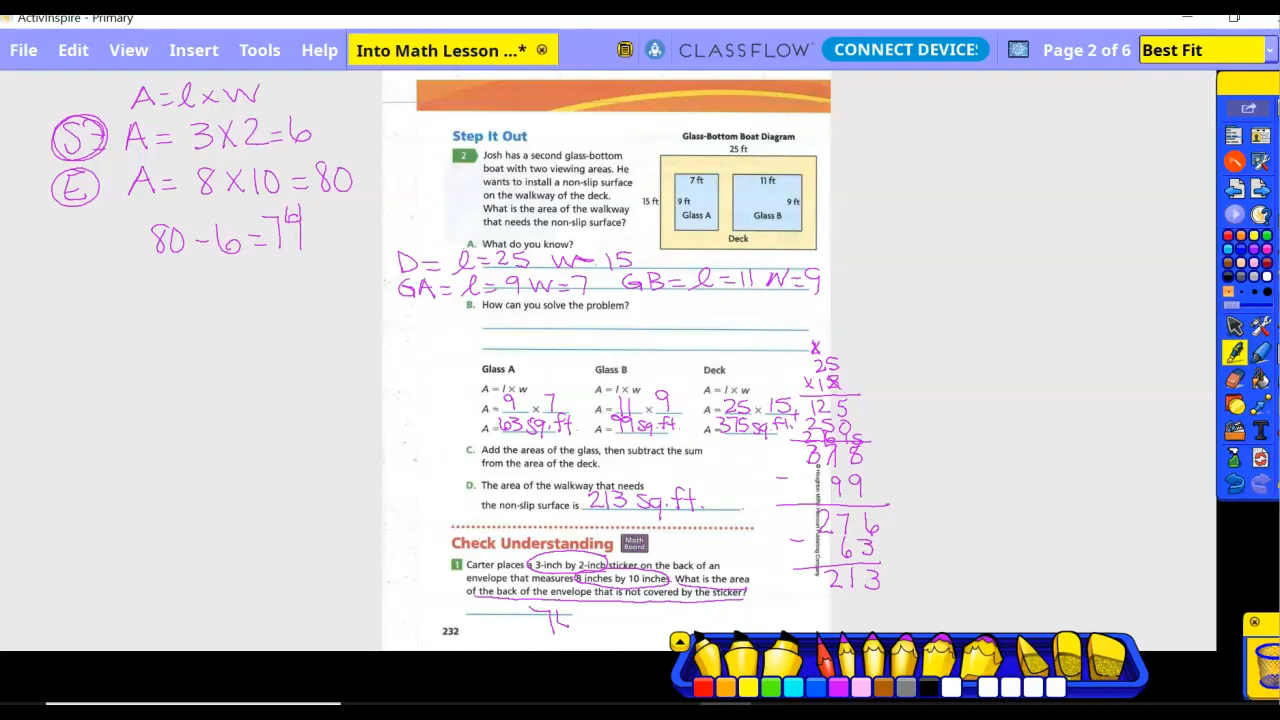 ActivInspire - Primary
File Edit View Insert Tools Help Into Math Lesson ...* CLASSFLOW CONNECT DEVICES Page 2 of 6 Best Fit
A=l×W
S A= 3×2=6
E A= 8×10=80
80-6=74
Step It Out
2 Josh has a second glass-bottom
boat with two viewing areas. He
wants to install a non-slip surface
on the walkway of the deck.
What is the area of the walkway
that needs the non-slip surface?
Glass-Bottom Boat Diagram
25 ft
7 ft 11 ft
15 ft 9 ft 9 ft
Glass A Glass B
Deck
A. What do you know?
D= l=25 W=15
GA= l=9 W=7 GB= l=11 W=9
B. How can you solve the problem?
Glass A Glass B Deck
A = l × w A = l × w A = l × w
A = 9 × 7 A = 11 × 9 A = 25 × 15
A = 63 sq.ft. A = 99 sq.ft. A = 375 sq.ft.
C. Add the areas of the glass, then subtract the sum
from the area of the deck.
D. The area of the walkway that needs
the non-slip surface is 213 sq.ft.
25
125
250
- 99
276
- 63
213
Check Understanding Math Board
1 Carter places a 3-inch by 2-inch sticker on the back of an
envelope that measures 8 inches by 10 inches. What is the area
of the back of the envelope that is not covered by the sticker?
232